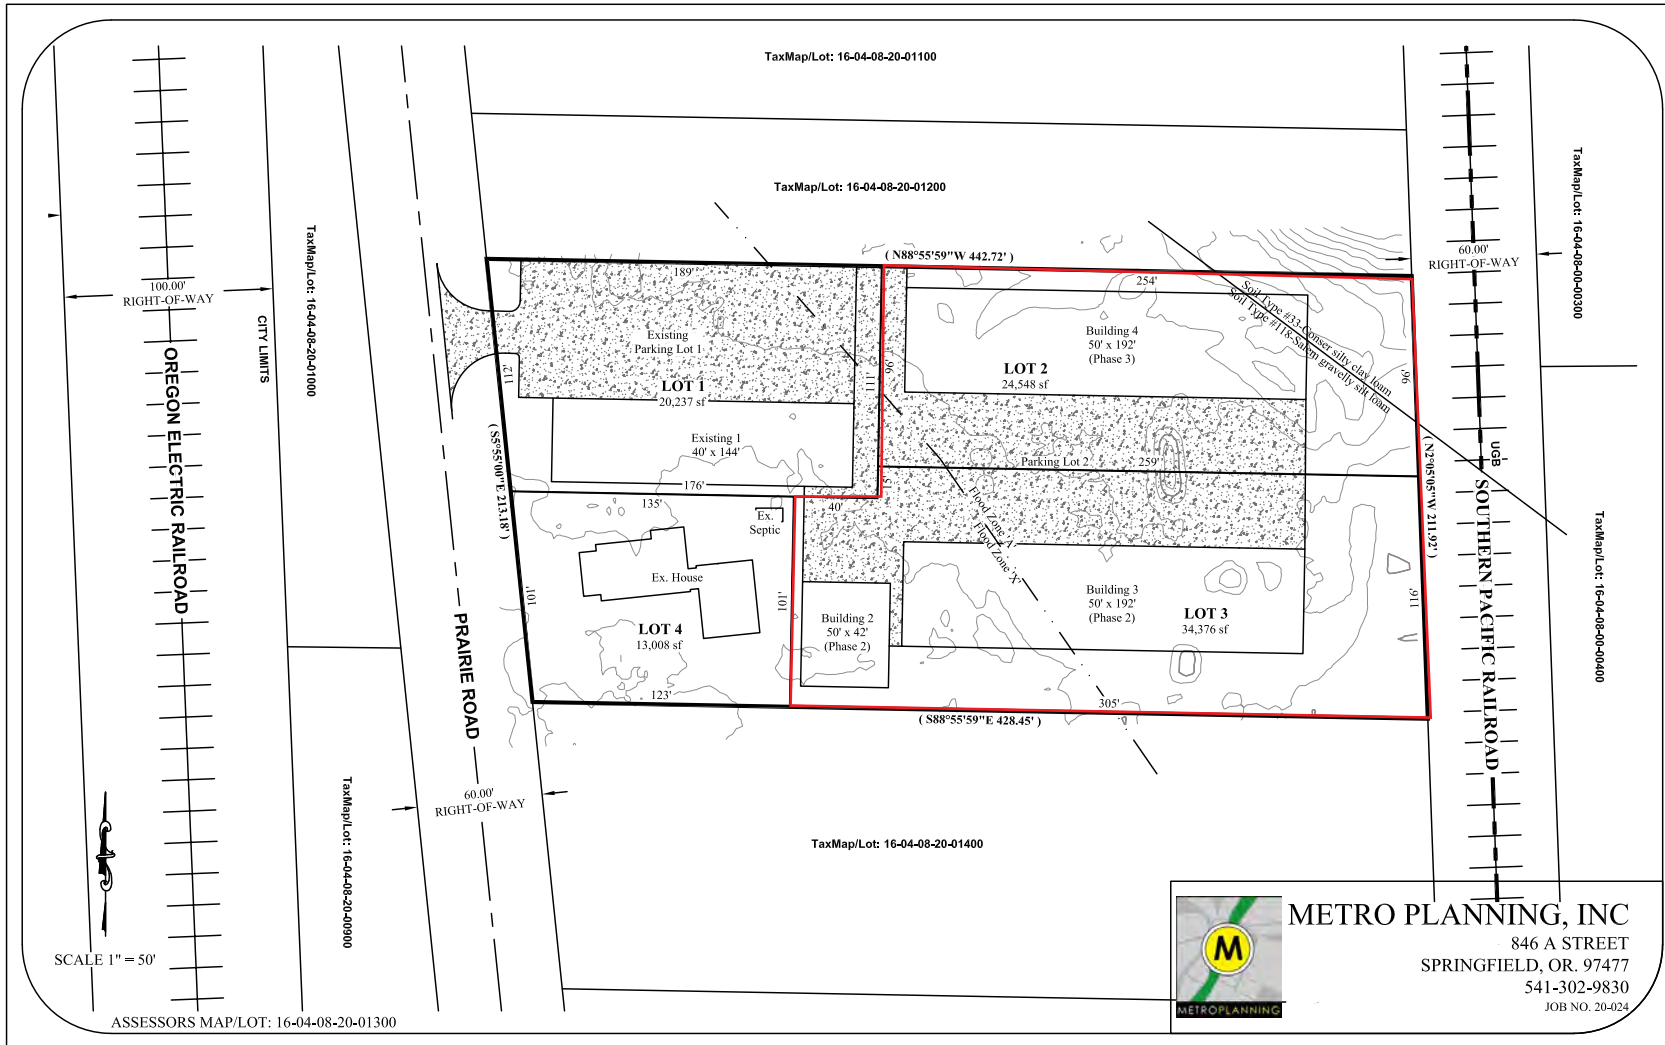 TaxMap/Lot: 16-04-08-20-01100
TaxMap/Lot: 16-04-08-20-01200
TaxMap/Lot: 16-04-08-00-00300
TaxMap/Lot: 16-04-08-20-01000
100.00'
RIGHT-OF-WAY
CITY LIMITS
OREGON ELECTRIC RAILROAD
60.00'
RIGHT-OF-WAY
( N88°55'59"W 442.72' )
189'
254'
Soil Type #33-Conser silty clay loam
Soil Type #118-Salem gravelly silt loam
Existing
Parking Lot 1
LOT 1
20,237 sf
112'
111'
96'
Building 4
50' x 192'
(Phase 3)
LOT 2
24,548 sf
96'
Existing 1
40' x 144'
176'
( S5°55'00"E 213.18' )
Parking Lot 2
259'
15'
40'
UGB
( N2°05'05"W 211.92' )
SOUTHERN PACIFIC RAILROAD
TaxMap/Lot: 16-04-08-00-00400
135'
Ex.
Septic
Flood Zone 'A'
Flood Zone 'X'
Ex. House
101'
101'
LOT 4
13,008 sf
Building 2
50' x 42'
(Phase 2)
Building 3
50' x 192'
(Phase 2)
LOT 3
34,376 sf
116'
123'
305'
( S88°55'59"E 428.45' )
PRAIRIE ROAD
60.00'
RIGHT-OF-WAY
TaxMap/Lot: 16-04-08-20-00900
TaxMap/Lot: 16-04-08-20-01400
SCALE 1" = 50'
ASSESSORS MAP/LOT: 16-04-08-20-01300
M
METROPLANNING
METRO PLANNING, INC
846 A STREET
SPRINGFIELD, OR. 97477
541-302-9830
JOB NO. 20-024